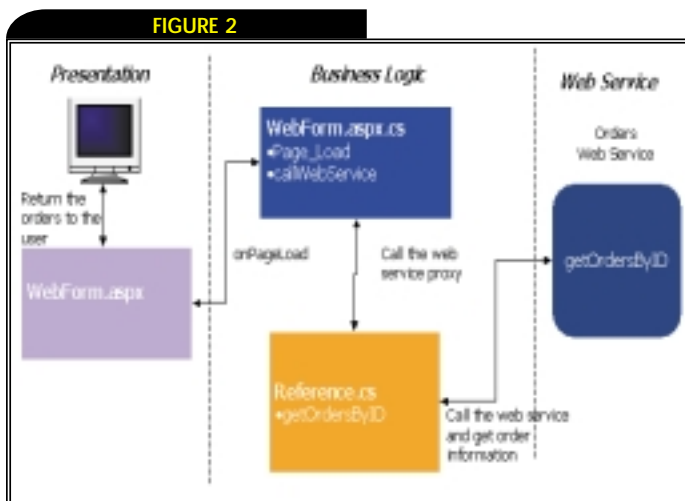 FIGURE 2
Presentation
Business Logic
Web Service
Return the
orders to the
user
WebForm.aspx
WebForm.aspx.cs
•Page_Load
•callWebService
onPageLoad
Call the web
service proxy
Reference.cs
•getOrdersByID
Call the web service
and get order
information
Orders
Web Service
getOrdersByID